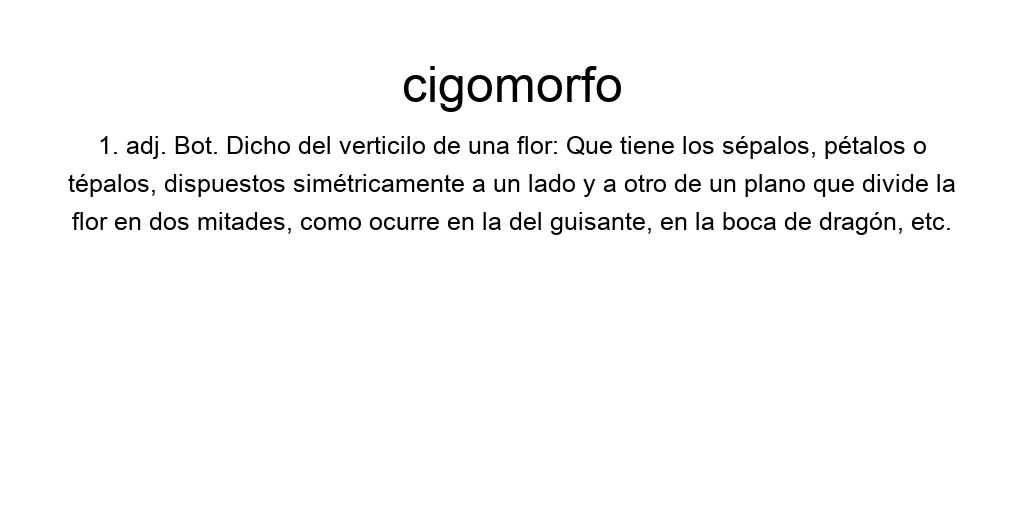 cigomorfo
1. adj. Bot. Dicho del verticilo de una flor: Que tiene los sépalos, pétalos o
tépalos, dispuestos simétricamente a un lado y a otro de un plano que divide la
flor en dos mitades, como ocurre en la del guisante, en la boca de dragón, etc.